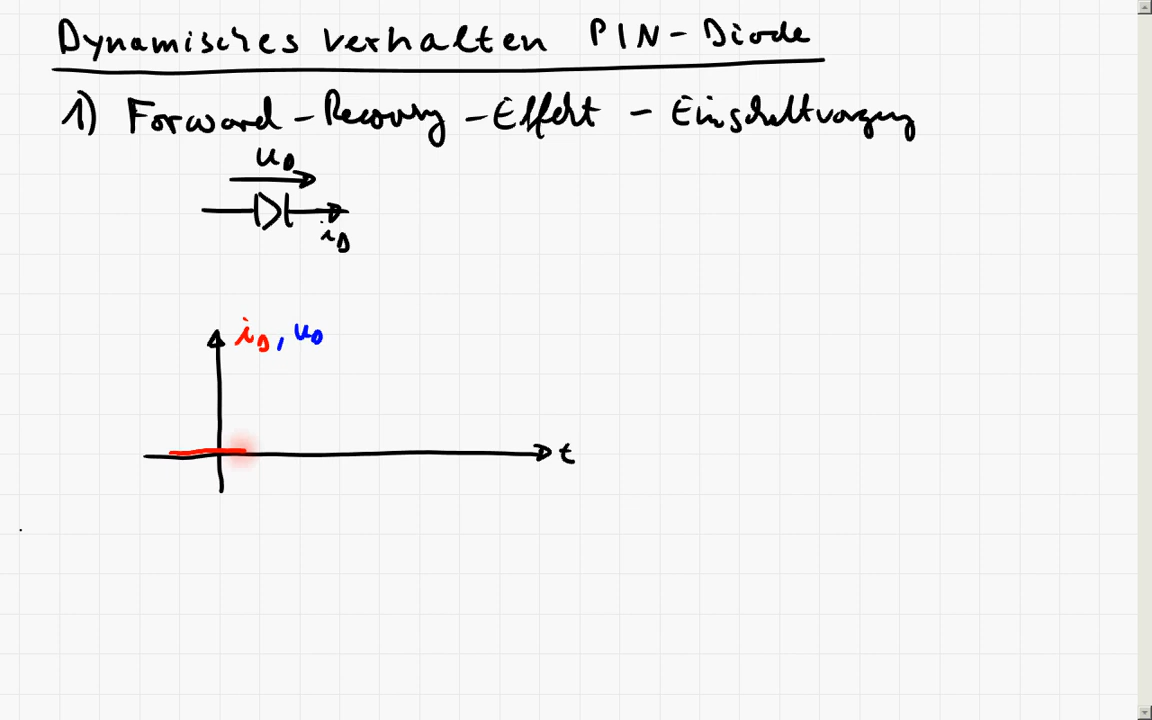 Dynamisches Verhalten PIN-Diode
1) Forward-Recovery-Effekt - Einschaltvorgang
u_D
i_D
i_D, u_D
t